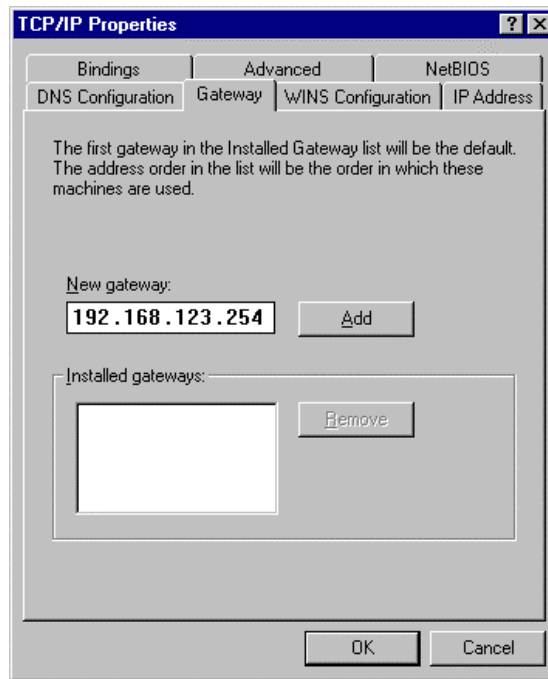 TCP/IP Properties
Bindings Advanced NetBIOS
DNS Configuration Gateway WINS Configuration IP Address
The first gateway in the Installed Gateway list will be the default.
The address order in the list will be the order in which these
machines are used.
New gateway:
192.168.123.254 Add
Installed gateways:
Remove
OK Cancel